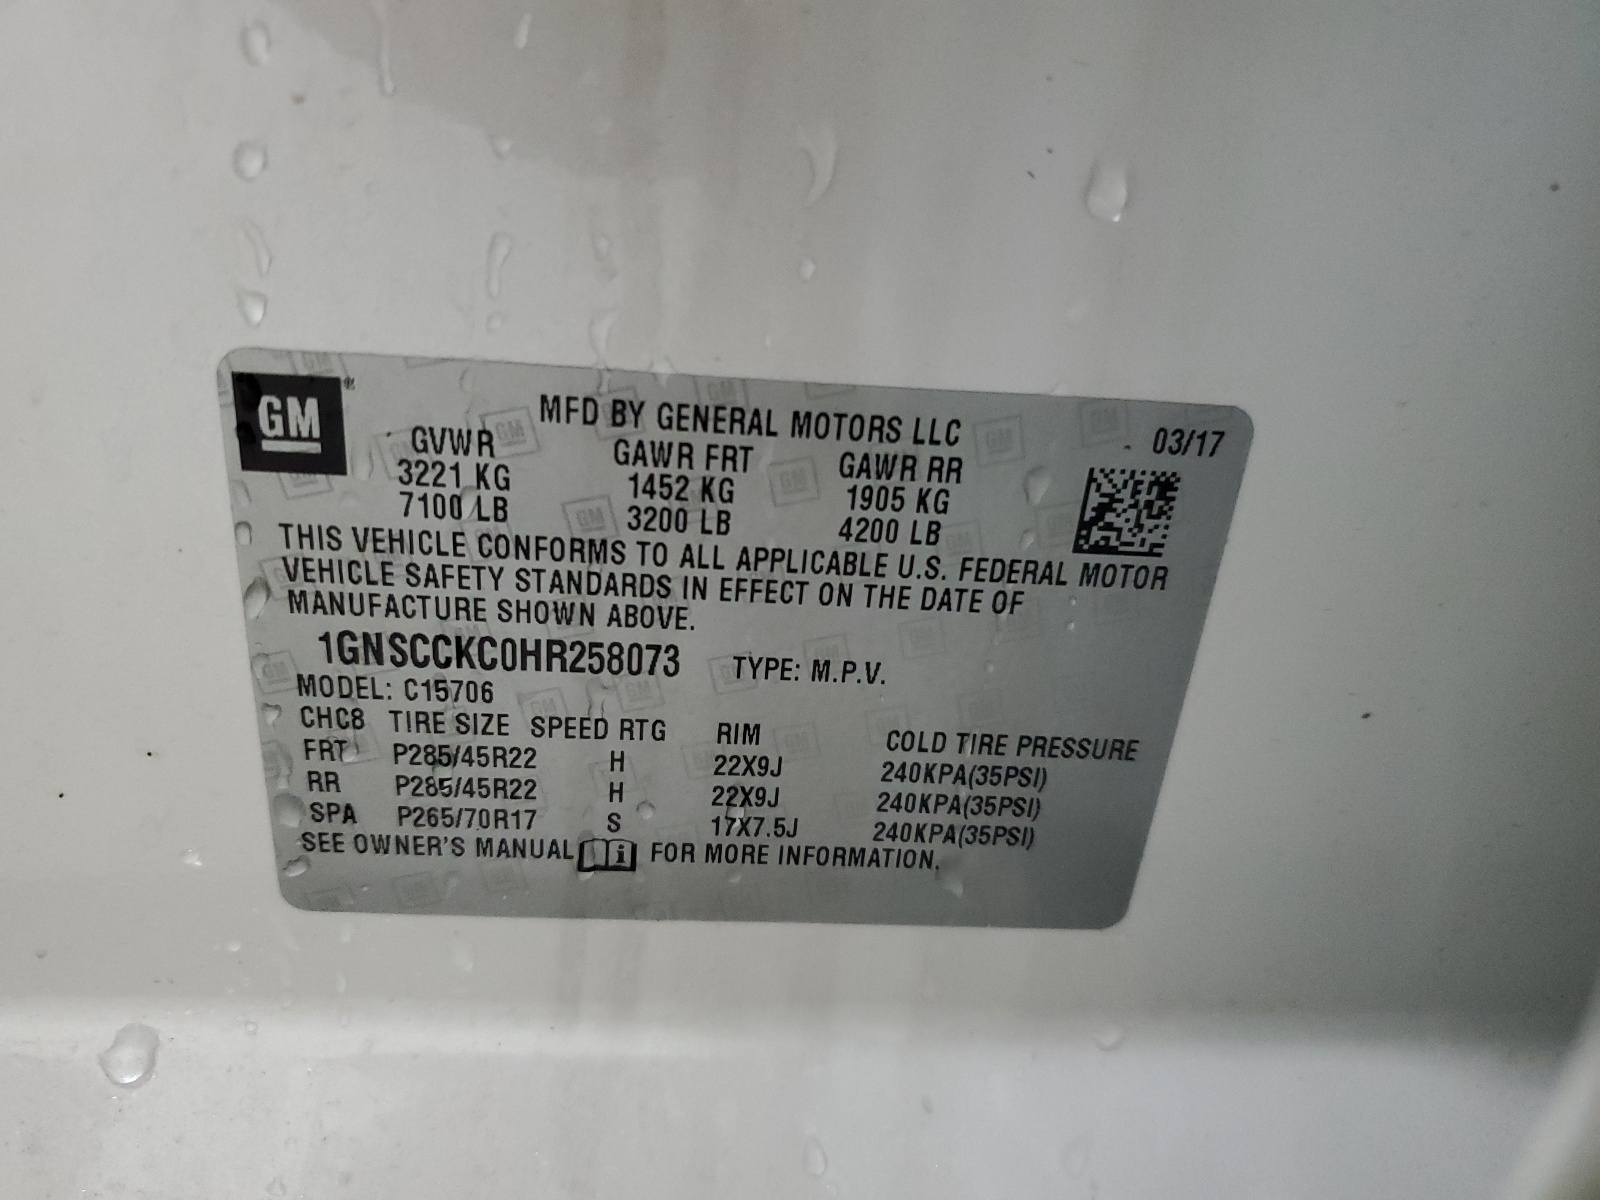 GM
MFD BY GENERAL MOTORS LLC 03/17
GVWR GAWR FRT GAWR RR
3221 KG 1452 KG 1905 KG
7100 LB 3200 LB 4200 LB
THIS VEHICLE CONFORMS TO ALL APPLICABLE U.S. FEDERAL MOTOR
VEHICLE SAFETY STANDARDS IN EFFECT ON THE DATE OF
MANUFACTURE SHOWN ABOVE.
1GNSCCKC0HR258073 TYPE: M.P.V.
MODEL: C15706
CHC8 TIRE SIZE SPEED RTG RIM COLD TIRE PRESSURE
FRT P285/45R22 H 22X9J 240KPA(35PSI)
RR P285/45R22 H 22X9J 240KPA(35PSI)
SPA P265/70R17 S 17X7.5J 240KPA(35PSI)
SEE OWNER'S MANUAL i FOR MORE INFORMATION.